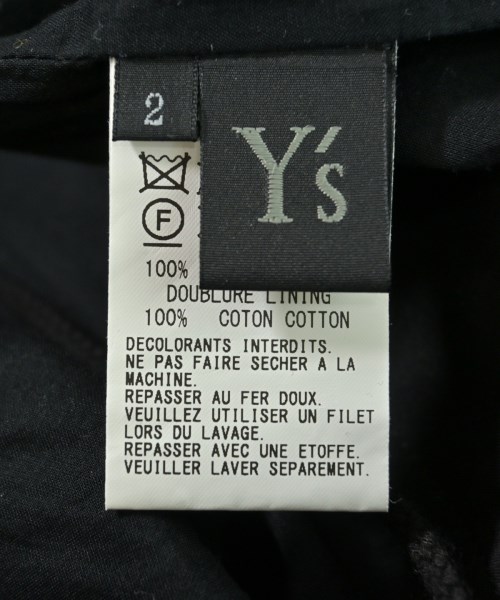 2
Y's
F
100%
DOUBLURE LINING
100% COTON COTTON
DECOLORANTS INTERDITS.
NE PAS FAIRE SECHER A LA
MACHINE.
REPASSER AU FER DOUX.
VEUILLEZ UTILISER UN FILET
LORS DU LAVAGE.
REPASSER AVEC UNE ETOFFE.
VEUILLER LAVER SEPAREMENT.